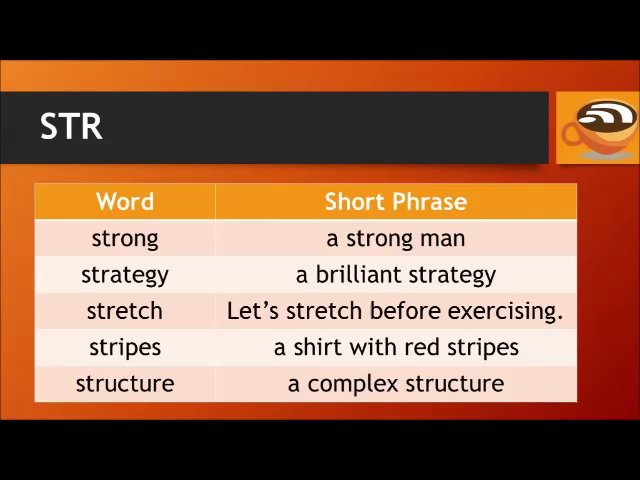 STR
Word Short Phrase
strong a strong man
strategy a brilliant strategy
stretch Let’s stretch before exercising.
stripes a shirt with red stripes
structure a complex structure